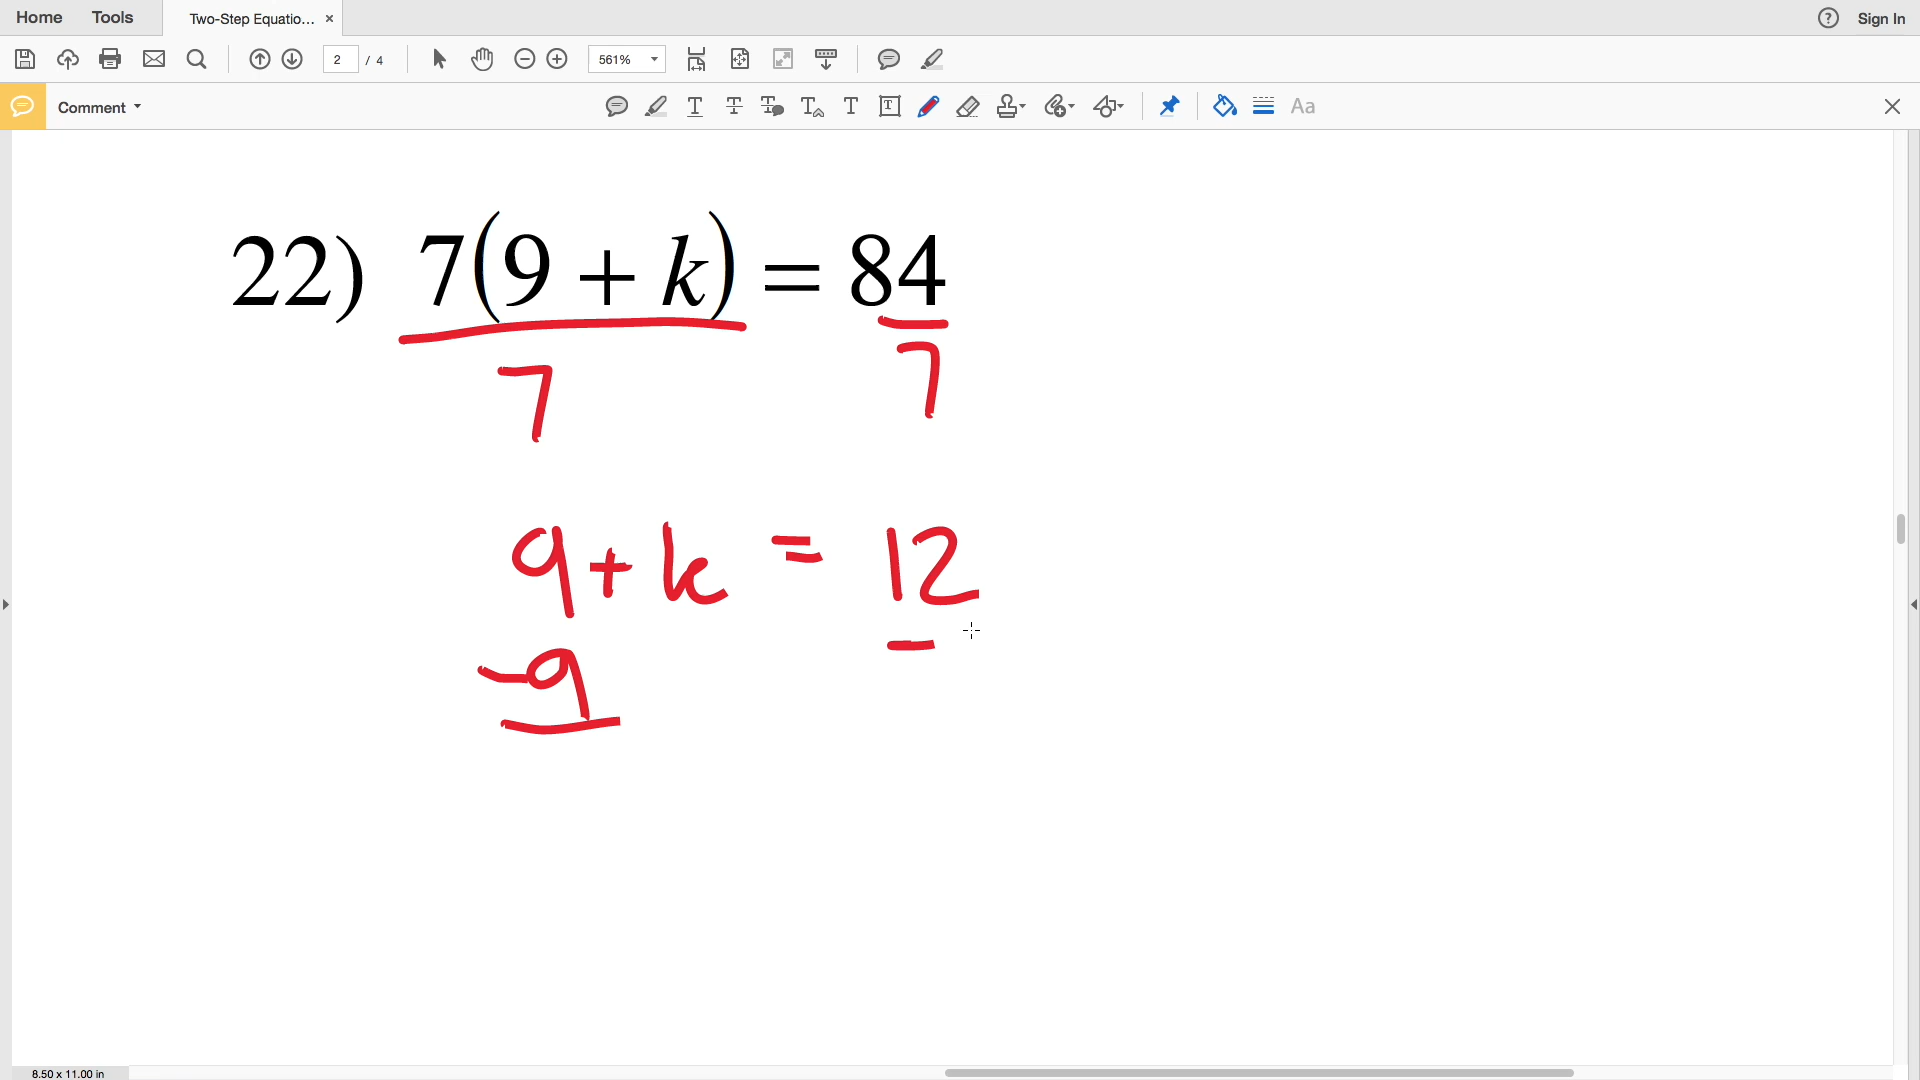 Home Tools Two-Step Equatio... × ? Sign In
2 / 4 561%
Comment T T T T T T Aa
22) 7(9 + k) = 84
7 7
9 + k = 12
-9 —
8.50 x 11.00 in